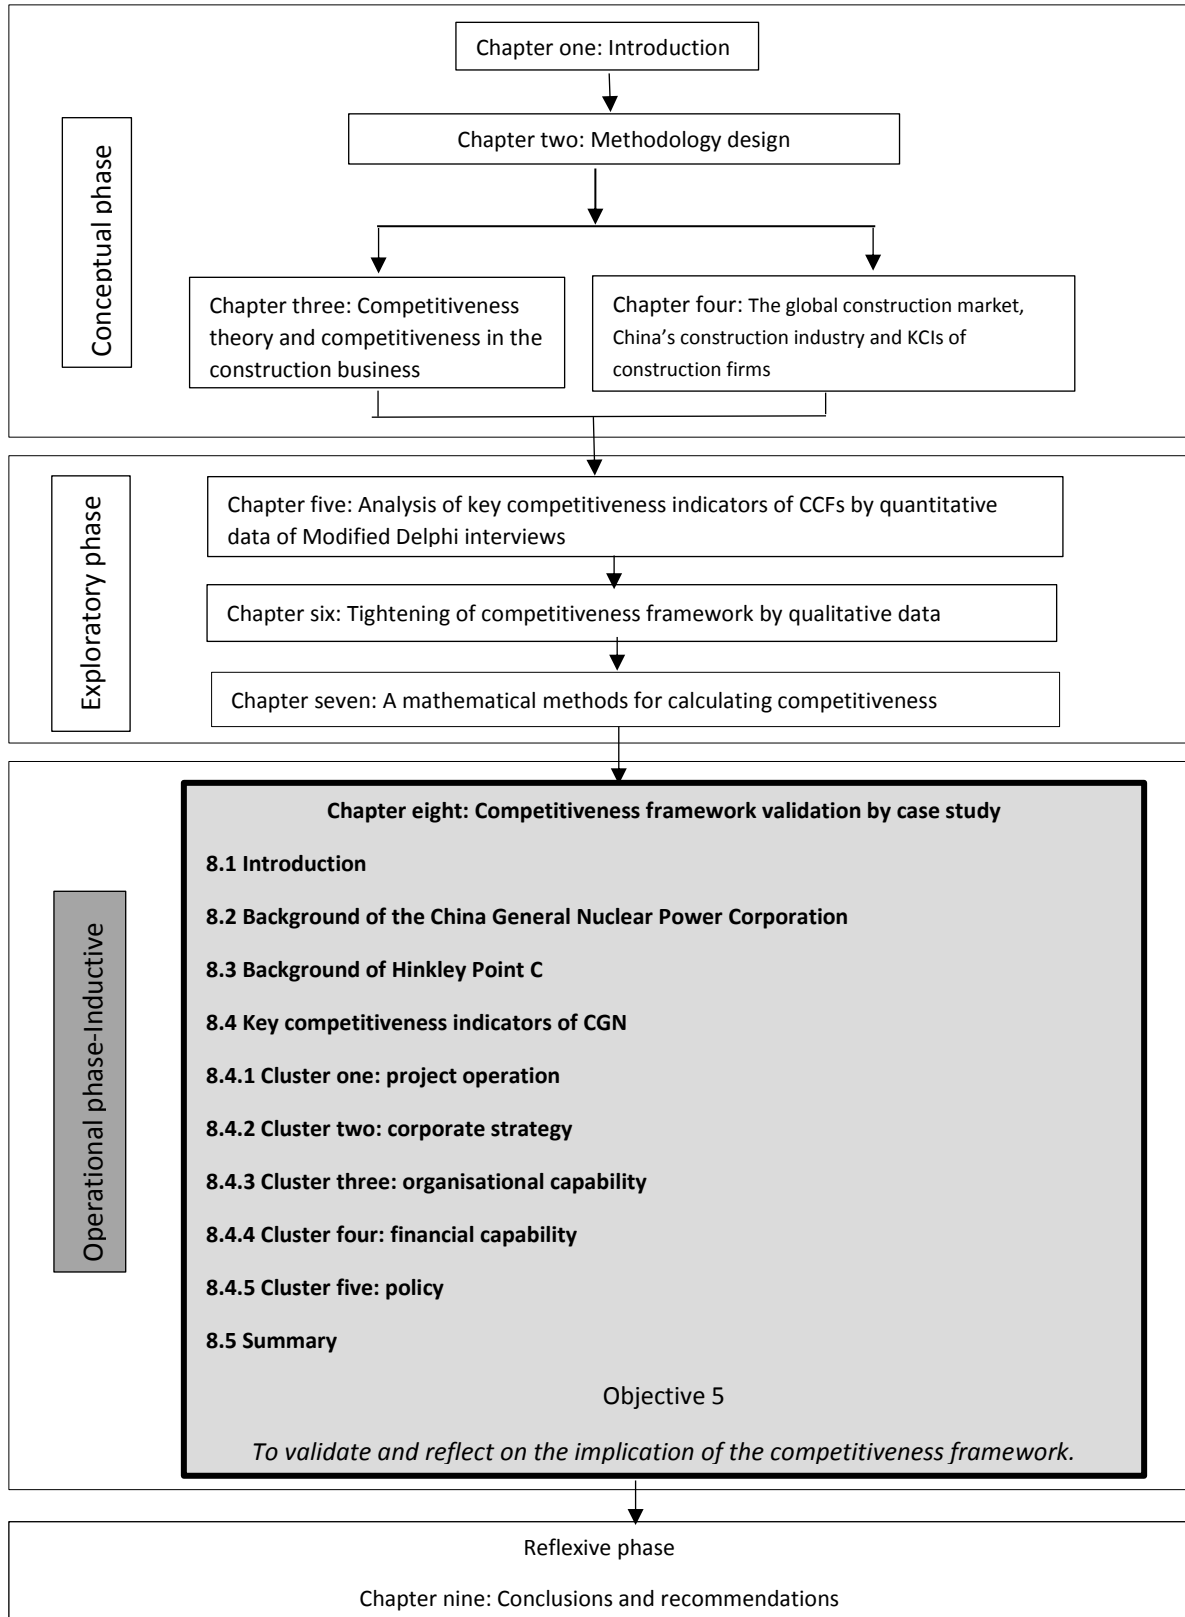 Conceptual phase
Chapter one: Introduction
Chapter two: Methodology design
Chapter three: Competitiveness
theory and competitiveness in the
construction business
Chapter four: The global construction market,
China’s construction industry and KCIs of
construction firms
Exploratory phase
Chapter five: Analysis of key competitiveness indicators of CCFs by quantitative
data of Modified Delphi interviews
Chapter six: Tightening of competitiveness framework by qualitative data
Chapter seven: A mathematical methods for calculating competitiveness
Operational phase-Inductive
Chapter eight: Competitiveness framework validation by case study
8.1 Introduction
8.2 Background of the China General Nuclear Power Corporation
8.3 Background of Hinkley Point C
8.4 Key competitiveness indicators of CGN
8.4.1 Cluster one: project operation
8.4.2 Cluster two: corporate strategy
8.4.3 Cluster three: organisational capability
8.4.4 Cluster four: financial capability
8.4.5 Cluster five: policy
8.5 Summary
Objective 5
To validate and reflect on the implication of the competitiveness framework.
Reflexive phase
Chapter nine: Conclusions and recommendations